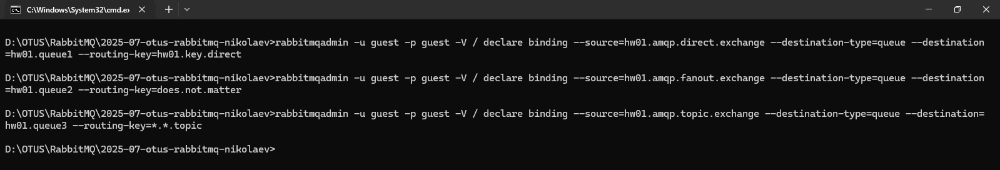 C:\Windows\System32\cmd.ex
D:\OTUS\RabbitMQ\2025-07-otus-rabbitmq-nikolaev>rabbitmqadmin -u guest -p guest -V / declare binding --source=hw01.amqp.direct.exchange --destination-type=queue --destination
=hw01.queue1 --routing-key=hw01.key.direct
D:\OTUS\RabbitMQ\2025-07-otus-rabbitmq-nikolaev>rabbitmqadmin -u guest -p guest -V / declare binding --source=hw01.amqp.fanout.exchange --destination-type=queue --destination
=hw01.queue2 --routing-key=does.not.matter
D:\OTUS\RabbitMQ\2025-07-otus-rabbitmq-nikolaev>rabbitmqadmin -u guest -p guest -V / declare binding --source=hw01.amqp.topic.exchange --destination-type=queue --destination=
hw01.queue3 --routing-key=*.*.topic
D:\OTUS\RabbitMQ\2025-07-otus-rabbitmq-nikolaev>